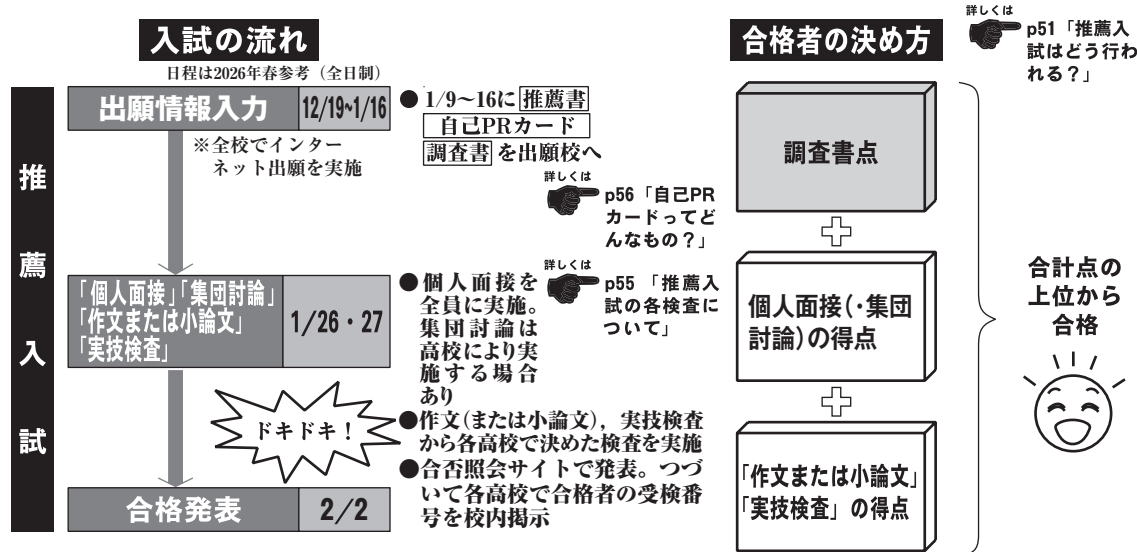 入試の流れ
日程は2026年春参考（全日制）
推薦入試
出願情報入力 12/19~1/16
※全校でインター
ネット出願を実施
●1/9～16に 推薦書
自己PRカード
調査書 を出願校へ
詳しくは
p56「自己PR
カードってど
んなもの？」
「個人面接」「集団討論」
「作文または小論文」
「実技検査」
1/26・27
●個人面接を
全員に実施。
集団討論は
高校により実
施する場合
あり
詳しくは
p55「推薦入
試の各検査に
ついて」
ドキドキ！
●作文(または小論文)，実技検査
から各高校で決めた検査を実施
●合否照会サイトで発表。つづ
いて各高校で合格者の受検番
号を校内掲示
合格発表 2/2
合格者の決め方
詳しくは
p51「推薦入
試はどう行わ
れる？」
調査書点
＋
個人面接(・集団
討論)の得点
＋
「作文または小論文」
「実技検査」の得点
合計点の
上位から
合格